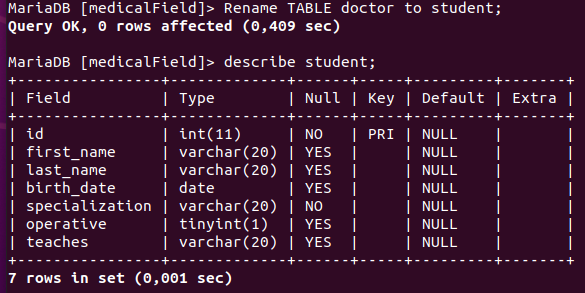 MariaDB [medicalField]> Rename TABLE doctor to student;
Query OK, 0 rows affected (0,409 sec)

MariaDB [medicalField]> describe student;
+----------------+-------------+------+-----+---------+-------+
| Field          | Type        | Null | Key | Default | Extra |
+----------------+-------------+------+-----+---------+-------+
| id             | int(11)     | NO   | PRI | NULL    |       |
| first_name     | varchar(20) | YES  |     | NULL    |       |
| last_name      | varchar(20) | YES  |     | NULL    |       |
| birth_date     | date        | YES  |     | NULL    |       |
| specialization | varchar(20) | NO   |     | NULL    |       |
| operative      | tinyint(1)  | YES  |     | NULL    |       |
| teaches        | varchar(20) | YES  |     | NULL    |       |
+----------------+-------------+------+-----+---------+-------+
7 rows in set (0,001 sec)